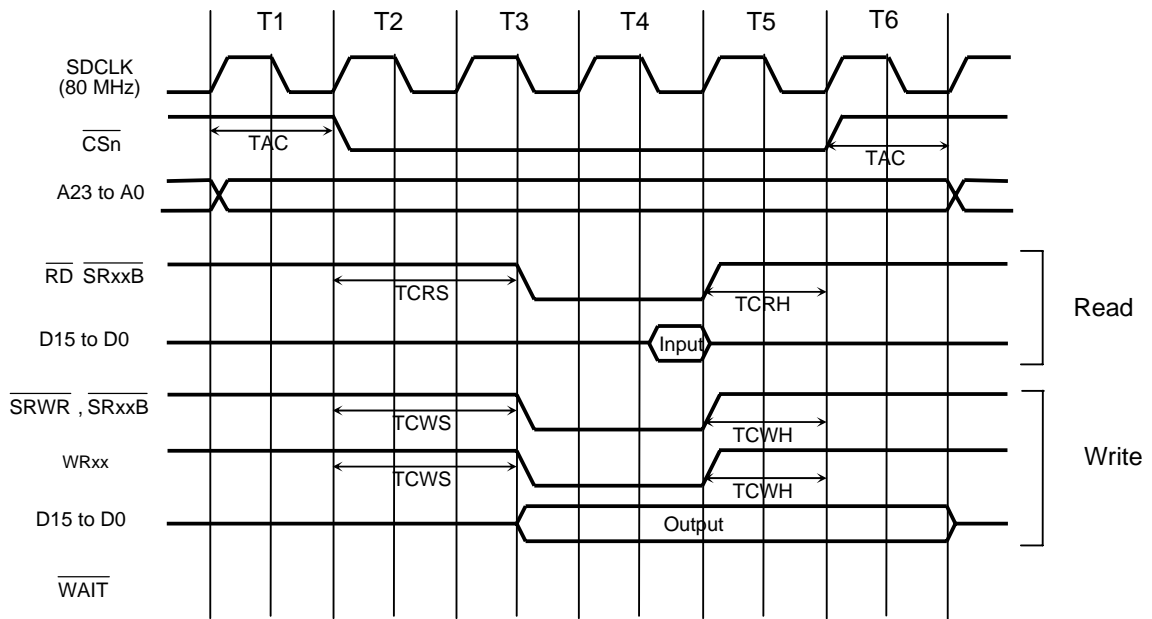 T1 T2 T3 T4 T5 T6
SDCLK
(80 MHz)
CSn
TAC TAC
A23 to A0
RD SRxxB
TCRS TCRH
Read
D15 to D0
Input
SRWR , SRxxB
TCWS TCWH
WRxx
Write
TCWS TCWH
D15 to D0
Output
WAIT